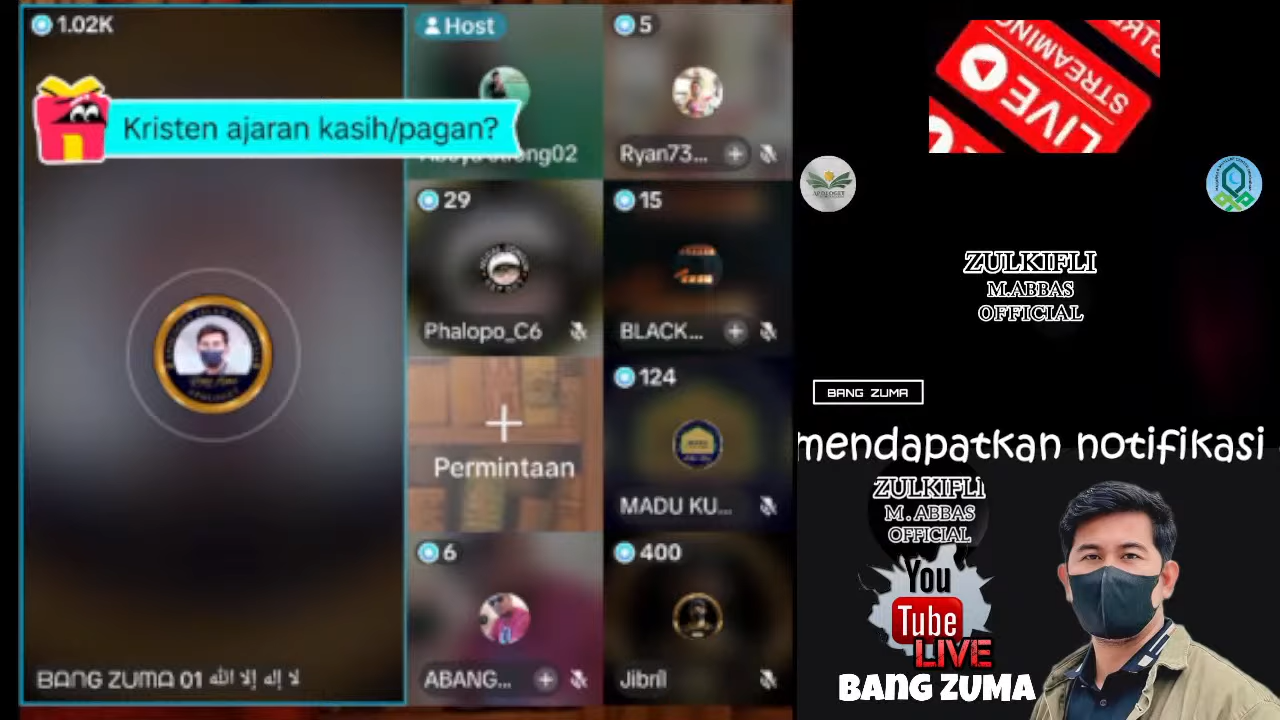 1.02K
Host
5
Kristen ajaran kasih/pagan?
Ryan73...
29
15
Phalopo_C6
BLACK...
124
Permintaan
MADU KU...
6
400
BANG ZUMA 01 لا إله إلا الله
ABANG...
Jibril
LIVE
STREAMING
ZULKIFLI
M.ABBAS
OFFICIAL
BANG ZUMA
mendapatkan notifikasi
ZULKIFLI
M.ABBAS
OFFICIAL
You
Tube
LIVE
BANG ZUMA